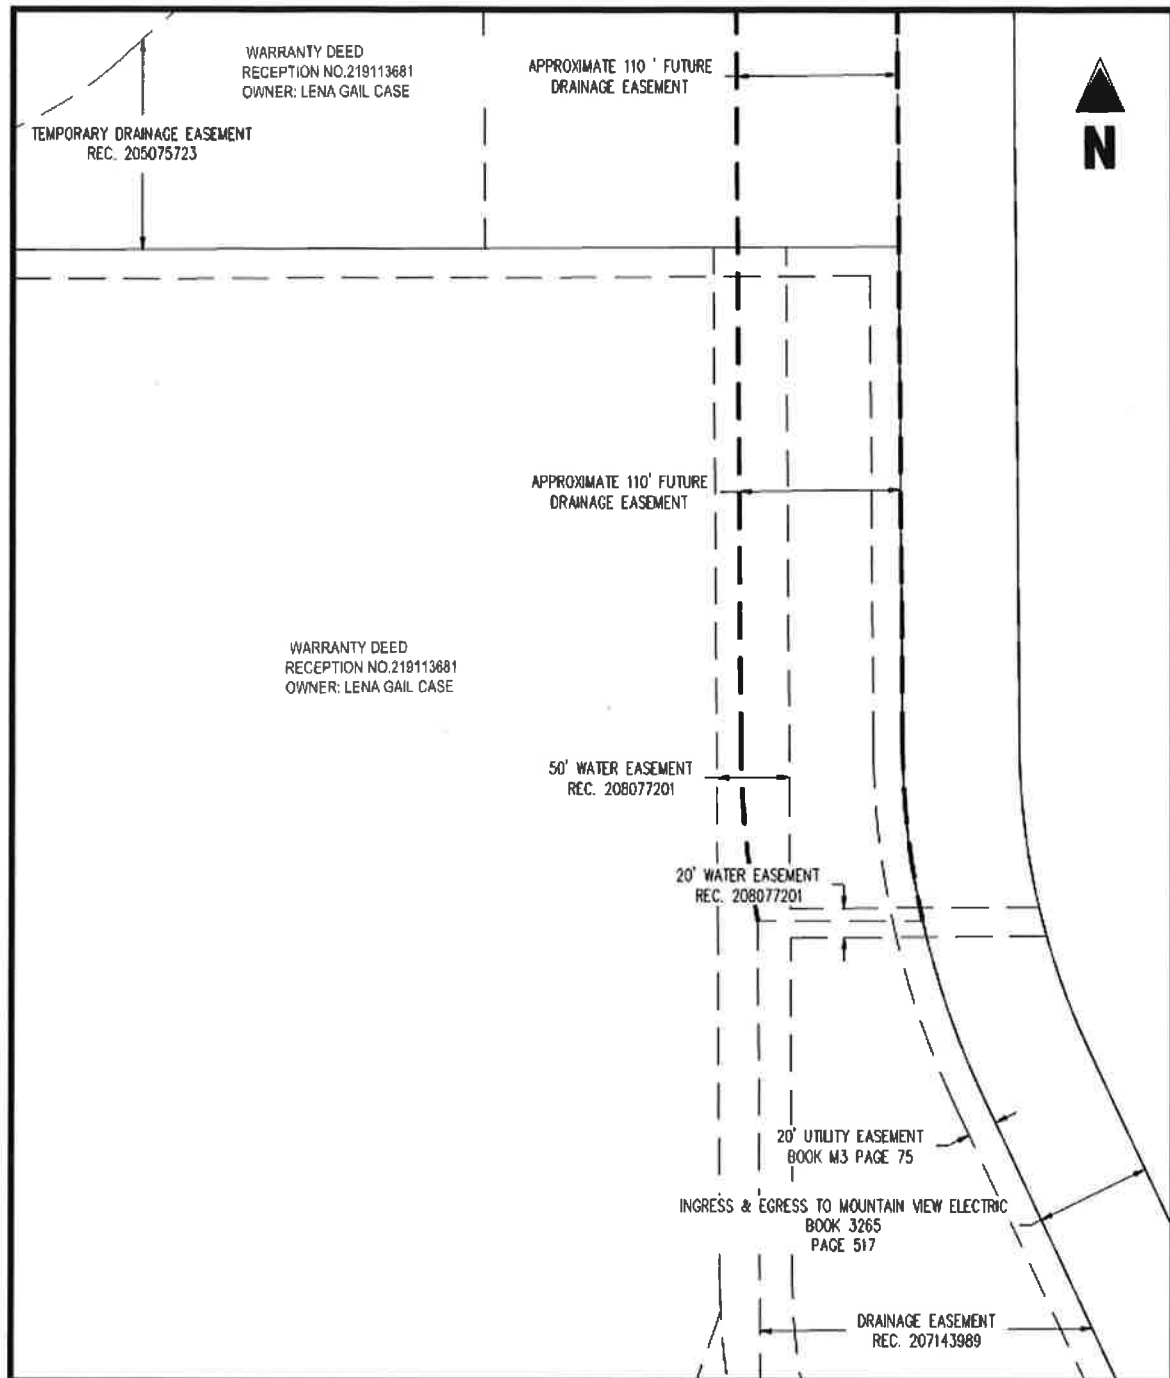 WARRANTY DEED
RECEPTION NO.219113681
OWNER: LENA GAIL CASE
APPROXIMATE 110 ' FUTURE
DRAINAGE EASEMENT
N
TEMPORARY DRAINAGE EASEMENT
REC. 205075723
APPROXIMATE 110' FUTURE
DRAINAGE EASEMENT
WARRANTY DEED
RECEPTION NO.219113681
OWNER: LENA GAIL CASE
50' WATER EASEMENT
REC. 208077201
20' WATER EASEMENT
REC. 208077201
20' UTILITY EASEMENT
BOOK M3 PAGE 75
INGRESS & EGRESS TO MOUNTAIN VIEW ELECTRIC
BOOK 3265
PAGE 517
DRAINAGE EASEMENT
REC. 207143989